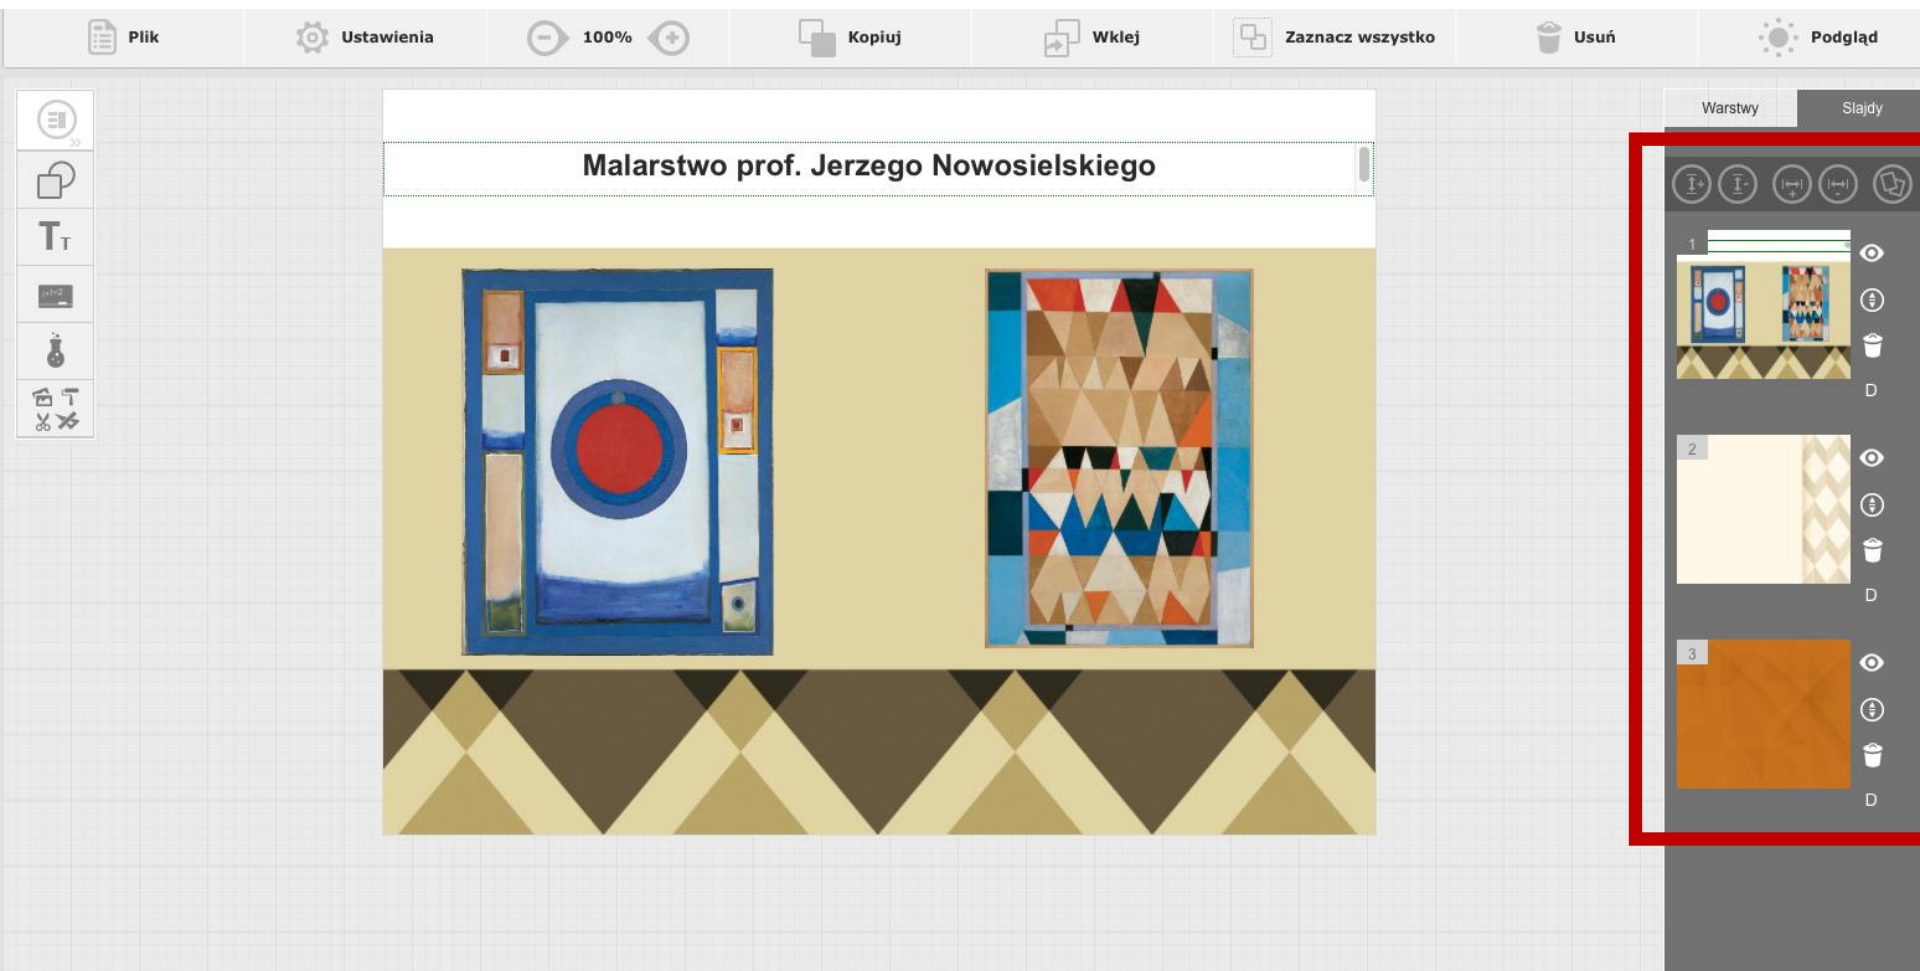 Plik
Ustawienia
100%
Kopiuj
Wklej
Zaznacz wszystko
Usuń
Podgląd
Warstwy
Slajdy
Malarstwo prof. Jerzego Nowosielskiego
T T
1
D
2
D
3
D